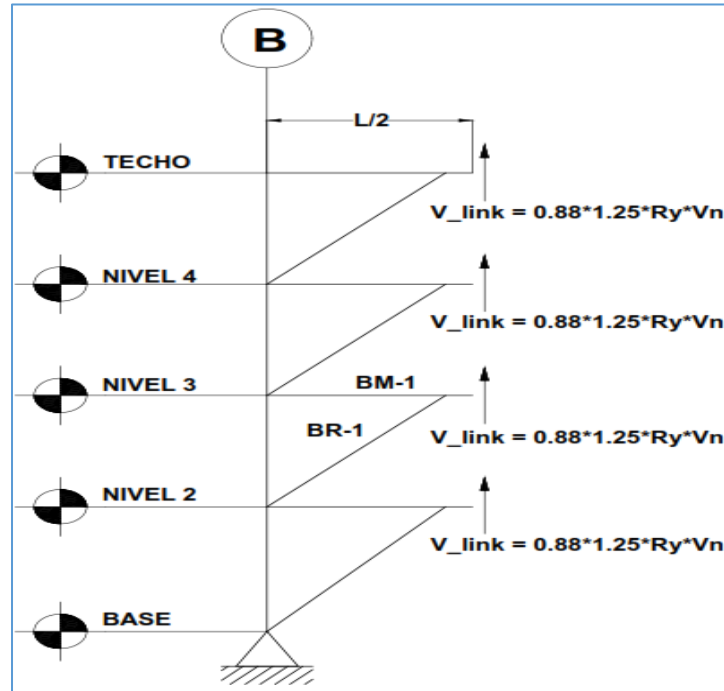 B
L/2
TECHO
V_link = 0.88*1.25*Ry*Vn
NIVEL 4
V_link = 0.88*1.25*Ry*Vn
NIVEL 3
BM-1
BR-1
V_link = 0.88*1.25*Ry*Vn
NIVEL 2
V_link = 0.88*1.25*Ry*Vn
BASE